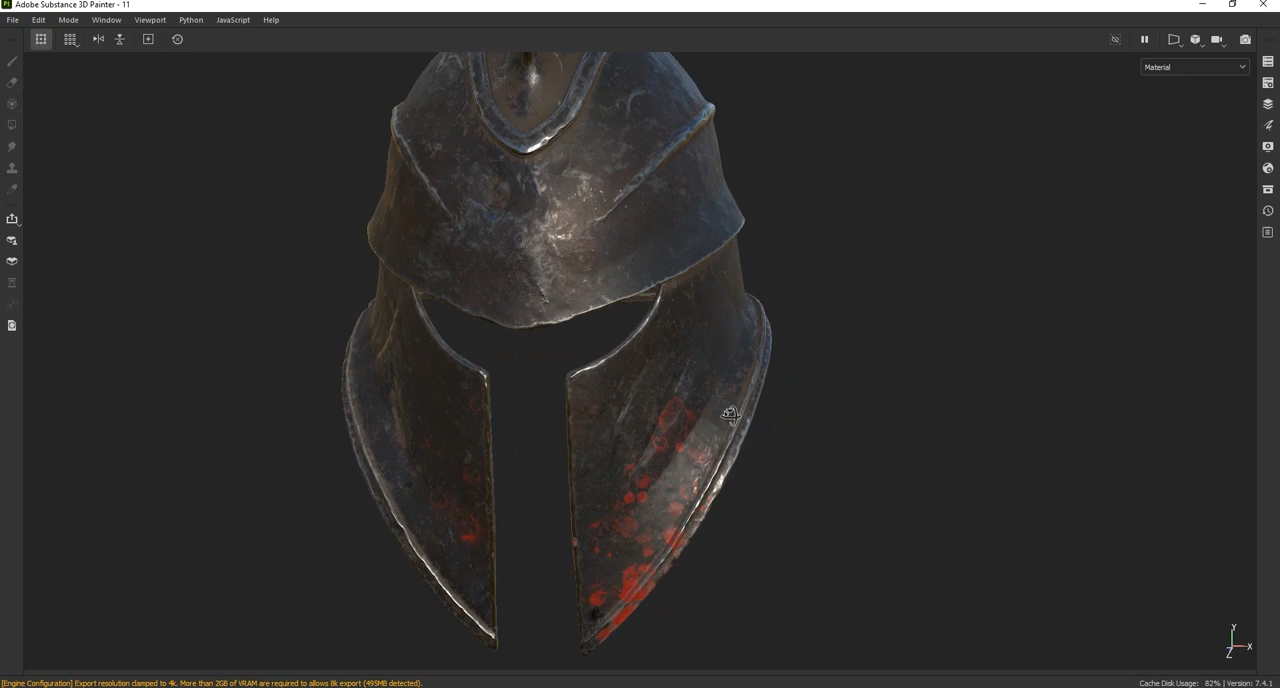 Pt Adobe Substance 3D Painter - 11
File Edit Mode Window Viewport Python JavaScript Help
Material
Y
X
Z
[Engine Configuration] Export resolution clamped to 4k. More than 2GB of VRAM are required to allows 8k export (495MB detected).
Cache Disk Usage: 82% | Version: 7.4.1